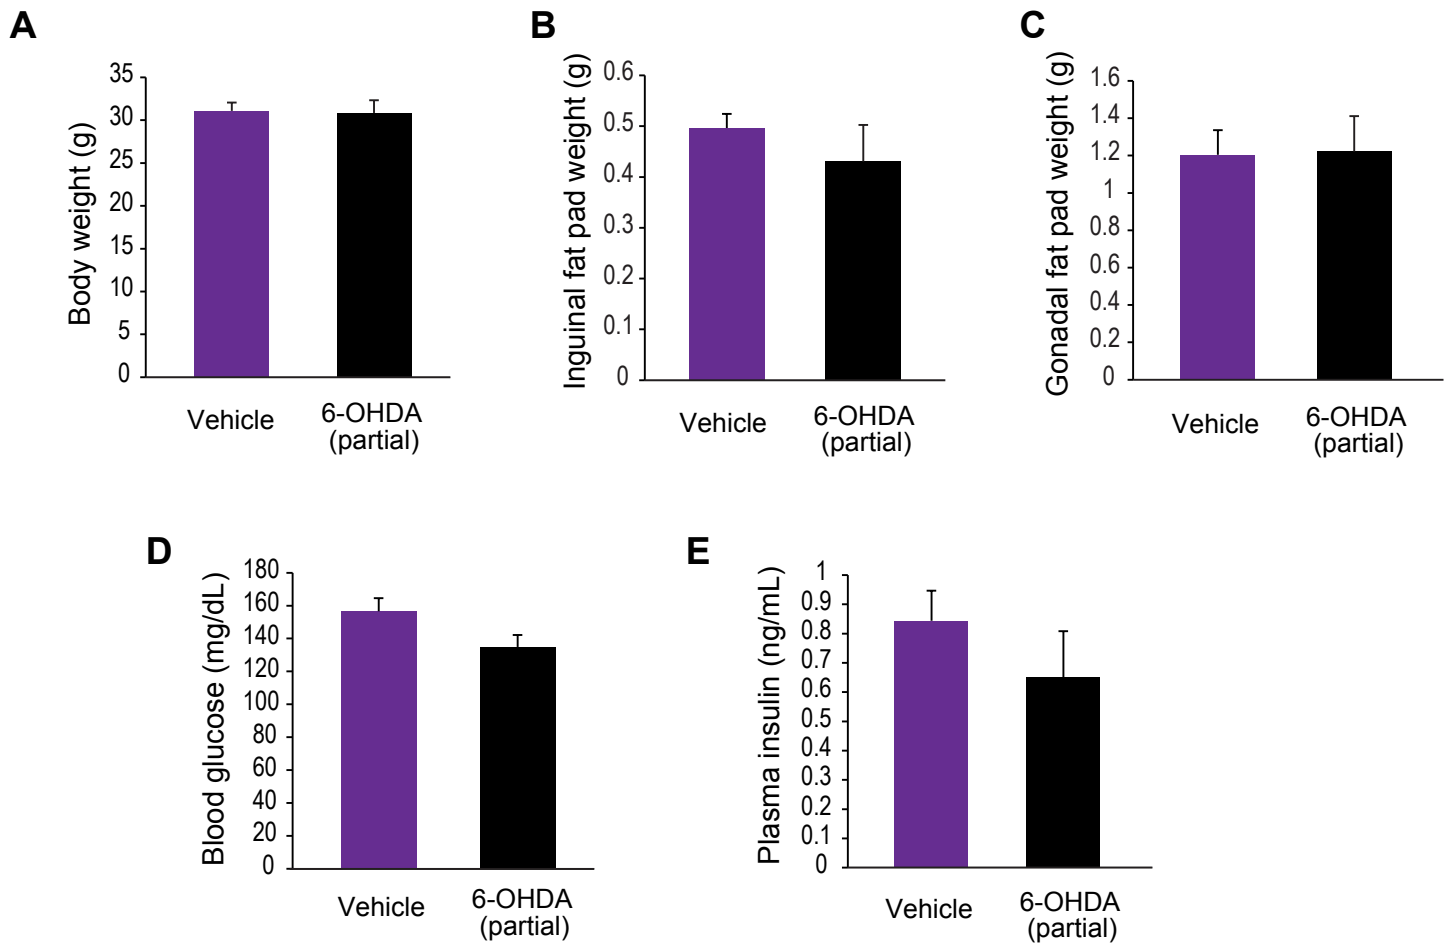 A
Body weight (g)
35
30
25
20
15
10
5
0
Vehicle
6-OHDA
(partial)
B
Inguinal fat pad weight (g)
0.6
0.5
0.4
0.3
0.2
0.1
0
Vehicle
6-OHDA
(partial)
C
Gonadal fat pad weight (g)
1.6
1.4
1.2
1
0.8
0.6
0.4
0.2
0
Vehicle
6-OHDA
(partial)
D
Blood glucose (mg/dL)
180
160
140
120
100
80
60
40
20
0
Vehicle
6-OHDA
(partial)
E
Plasma insulin (ng/mL)
1
0.9
0.8
0.7
0.6
0.5
0.4
0.3
0.2
0.1
0
Vehicle
6-OHDA
(partial)